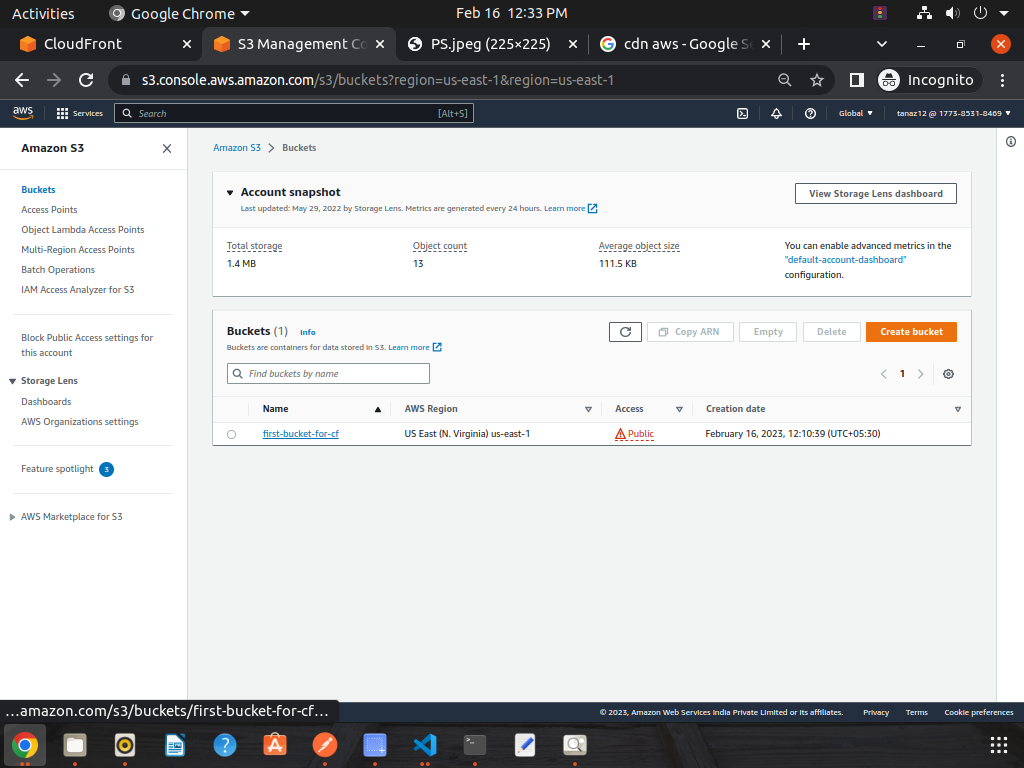 Activities
Google Chrome
Feb 16 12:33 PM
CloudFront
S3 Management Co
PS.jpeg (225×225)
cdn aws - Google Se
s3.console.aws.amazon.com/s3/buckets?region=us-east-1&region=us-east-1
Incognito
aws
Services
Search
[Alt+S]
Global
tanaz12 @ 1773-8531-8469
Amazon S3
Buckets
Access Points
Object Lambda Access Points
Multi-Region Access Points
Batch Operations
IAM Access Analyzer for S3
Block Public Access settings for
this account
Storage Lens
Dashboards
AWS Organizations settings
Feature spotlight 3
AWS Marketplace for S3
Amazon S3 > Buckets
Account snapshot
Last updated: May 29, 2022 by Storage Lens. Metrics are generated every 24 hours. Learn more
View Storage Lens dashboard
Total storage
1.4 MB
Object count
13
Average object size
111.5 KB
You can enable advanced metrics in the
"default-account-dashboard"
configuration.
Buckets (1) Info
Buckets are containers for data stored in S3. Learn more
Copy ARN
Empty
Delete
Create bucket
Find buckets by name
1
Name
AWS Region
Access
Creation date
first-bucket-for-cf
US East (N. Virginia) us-east-1
Public
February 16, 2023, 12:10:39 (UTC+05:30)
...amazon.com/s3/buckets/first-bucket-for-cf...
© 2023, Amazon Web Services India Private Limited or its affiliates.
Privacy
Terms
Cookie preferences